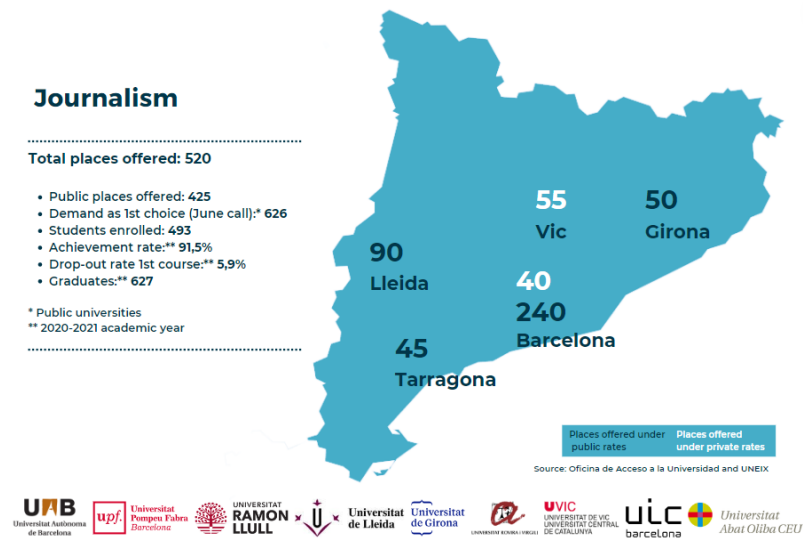 Journalism
Total places offered: 520
• Public places offered: 425
• Demand as 1st choice (June call):* 626
• Students enrolled: 493
• Achievement rate:** 91,5%
• Drop-out rate 1st course:** 5,9%
• Graduates:** 627
* Public universities
** 2020-2021 academic year
55
Vic
50
Girona
90
Lleida
40
240
Barcelona
45
Tarragona
Places offered under
public rates
Places offered
under private rates
Source: Oficina de Acceso a la Universidad and UNEIX
UAB
Universitat Autònoma
de Barcelona
upf.
Universitat
Pompeu Fabra
Barcelona
UNIVERSITAT
RAMON
LLULL
Universitat
de Lleida
Universitat
de Girona
UNIVERSITAT ROVIRA i VIRGILI
UVIC
UNIVERSITAT DE VIC
UNIVERSITAT CENTRAL
DE CATALUNYA
uic
barcelona
Universitat
Abat Oliba CEU